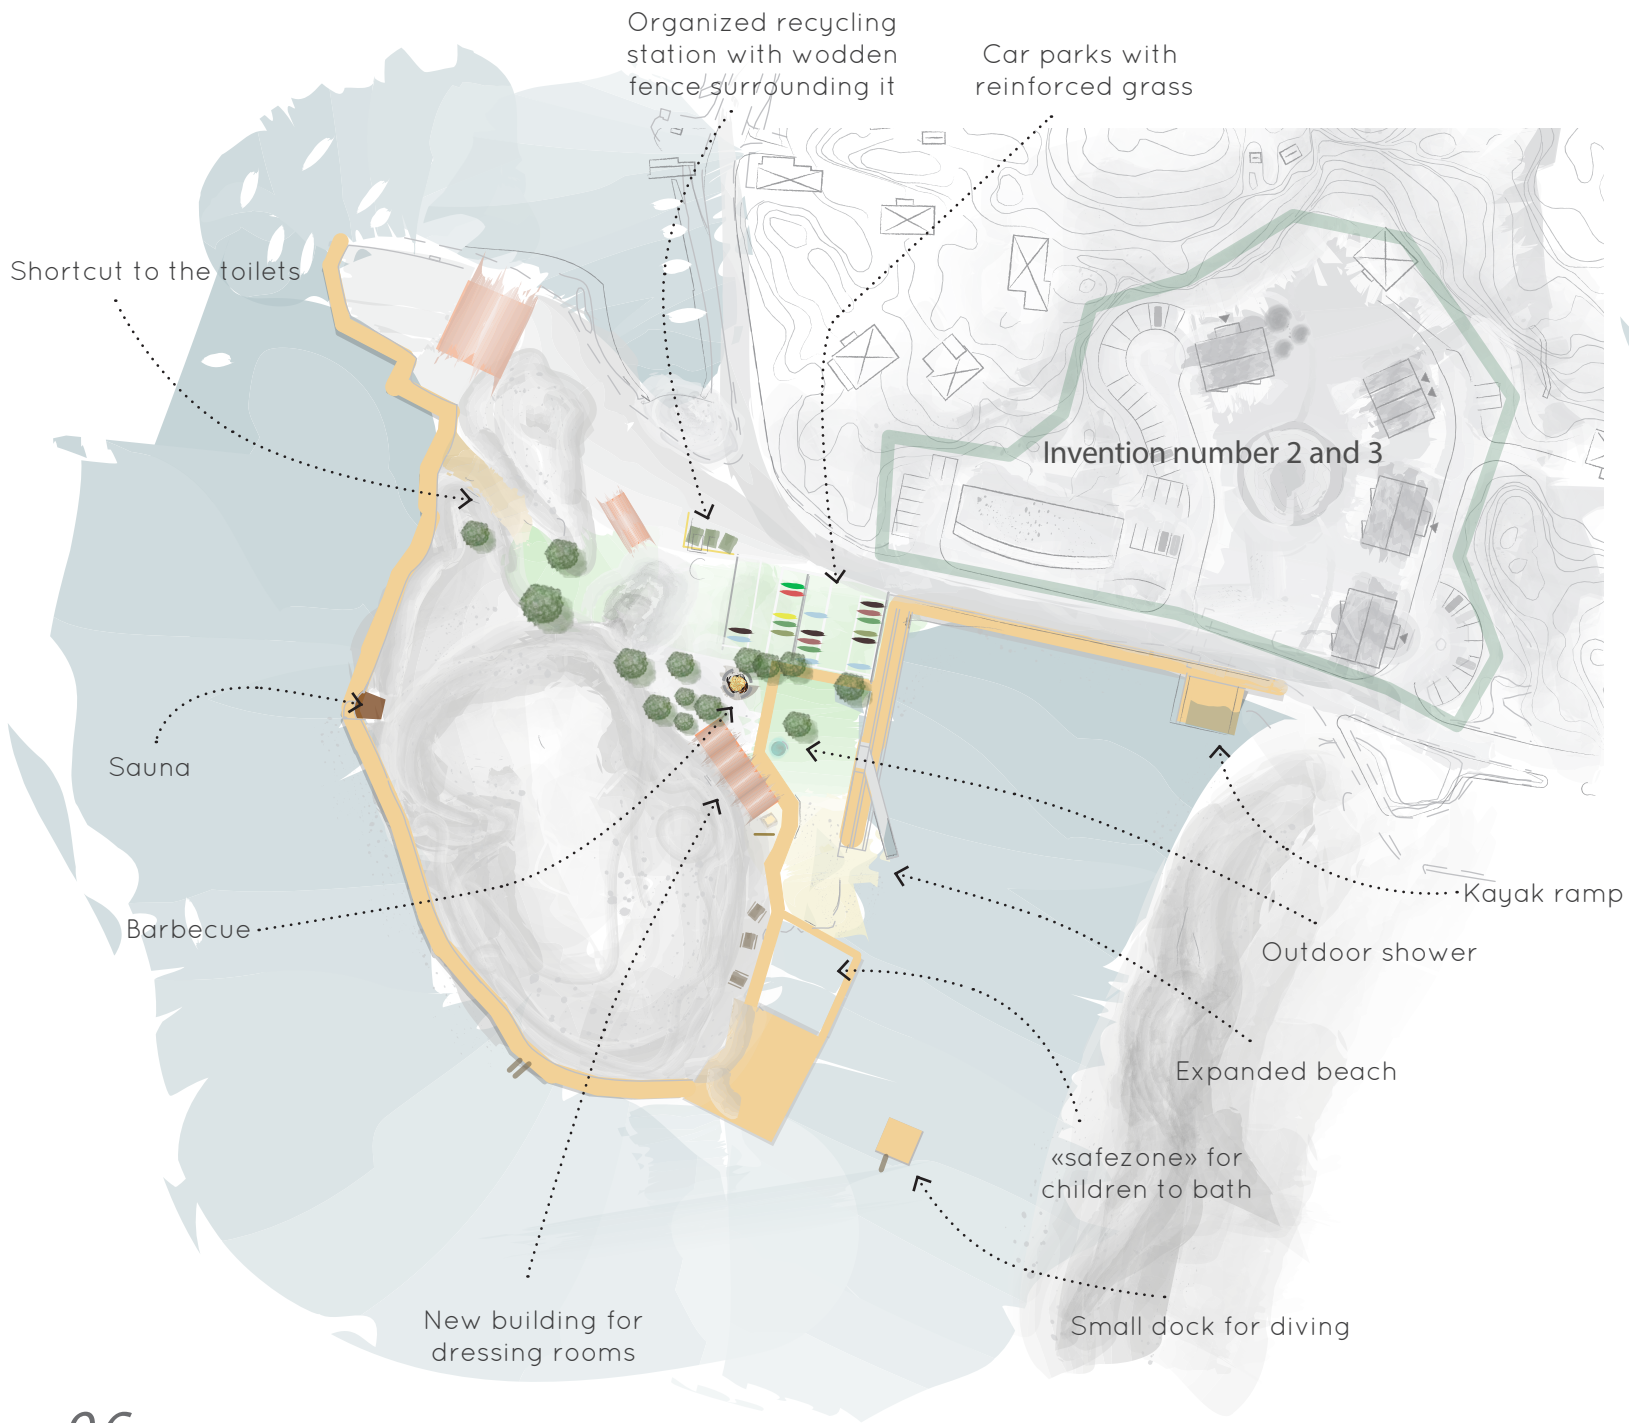 Organized recycling
station with wodden
fence surrounding it
Car parks with
reinforced grass
Shortcut to the toilets
Invention number 2 and 3
Sauna
Barbecue
Kayak ramp
Outdoor shower
Expanded beach
«safezone» for
children to bath
New building for
dressing rooms
Small dock for diving